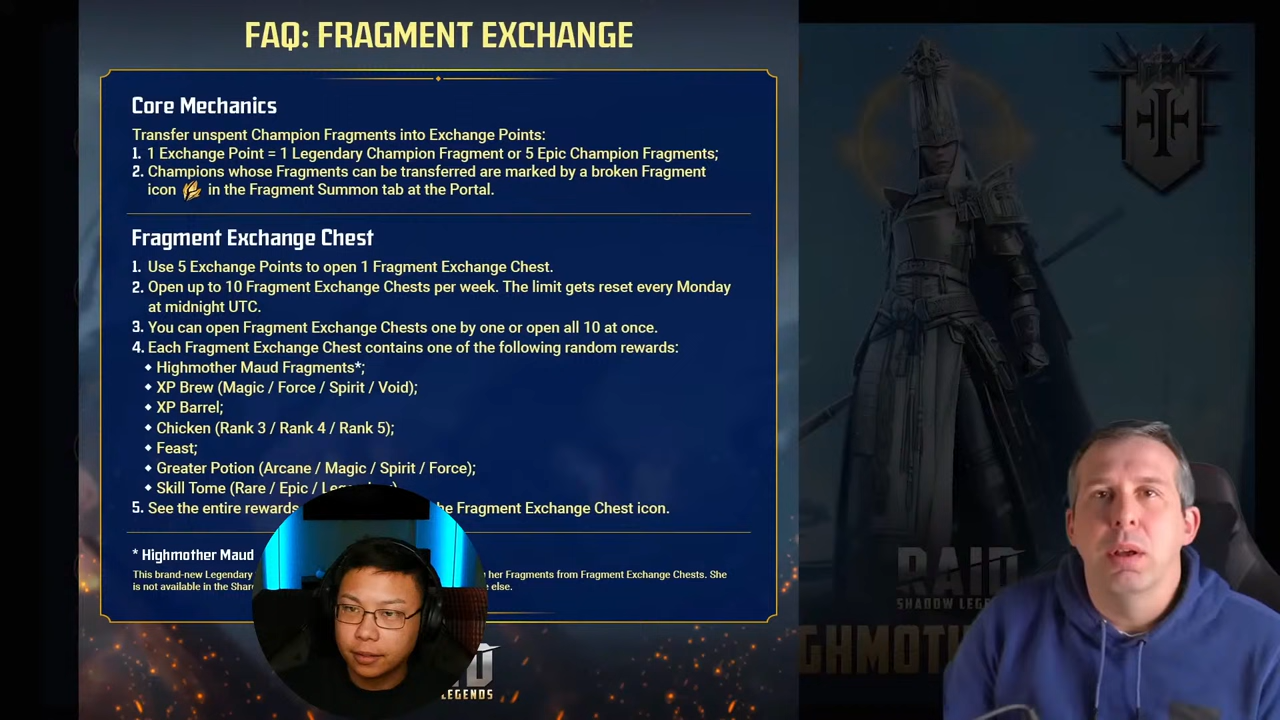 FAQ: FRAGMENT EXCHANGE
Core Mechanics
Transfer unspent Champion Fragments into Exchange Points:
1. 1 Exchange Point = 1 Legendary Champion Fragment or 5 Epic Champion Fragments;
2. Champions whose Fragments can be transferred are marked by a broken Fragment
icon in the Fragment Summon tab at the Portal.
Fragment Exchange Chest
1. Use 5 Exchange Points to open 1 Fragment Exchange Chest.
2. Open up to 10 Fragment Exchange Chests per week. The limit gets reset every Monday
at midnight UTC.
3. You can open Fragment Exchange Chests one by one or open all 10 at once.
4. Each Fragment Exchange Chest contains one of the following random rewards:
◆ Highmother Maud Fragments*;
◆ XP Brew (Magic / Force / Spirit / Void);
◆ XP Barrel;
◆ Chicken (Rank 3 / Rank 4 / Rank 5);
◆ Feast;
◆ Greater Potion (Arcane / Magic / Spirit / Force);
◆ Skill Tome (Rare / Epic /
5. See the entire rewards Fragment Exchange Chest icon.
* Highmother Maud
This brand-new Legendary her Fragments from Fragment Exchange Chests. She
is not available in the else.
LEGENDS
RAID
SHADOW